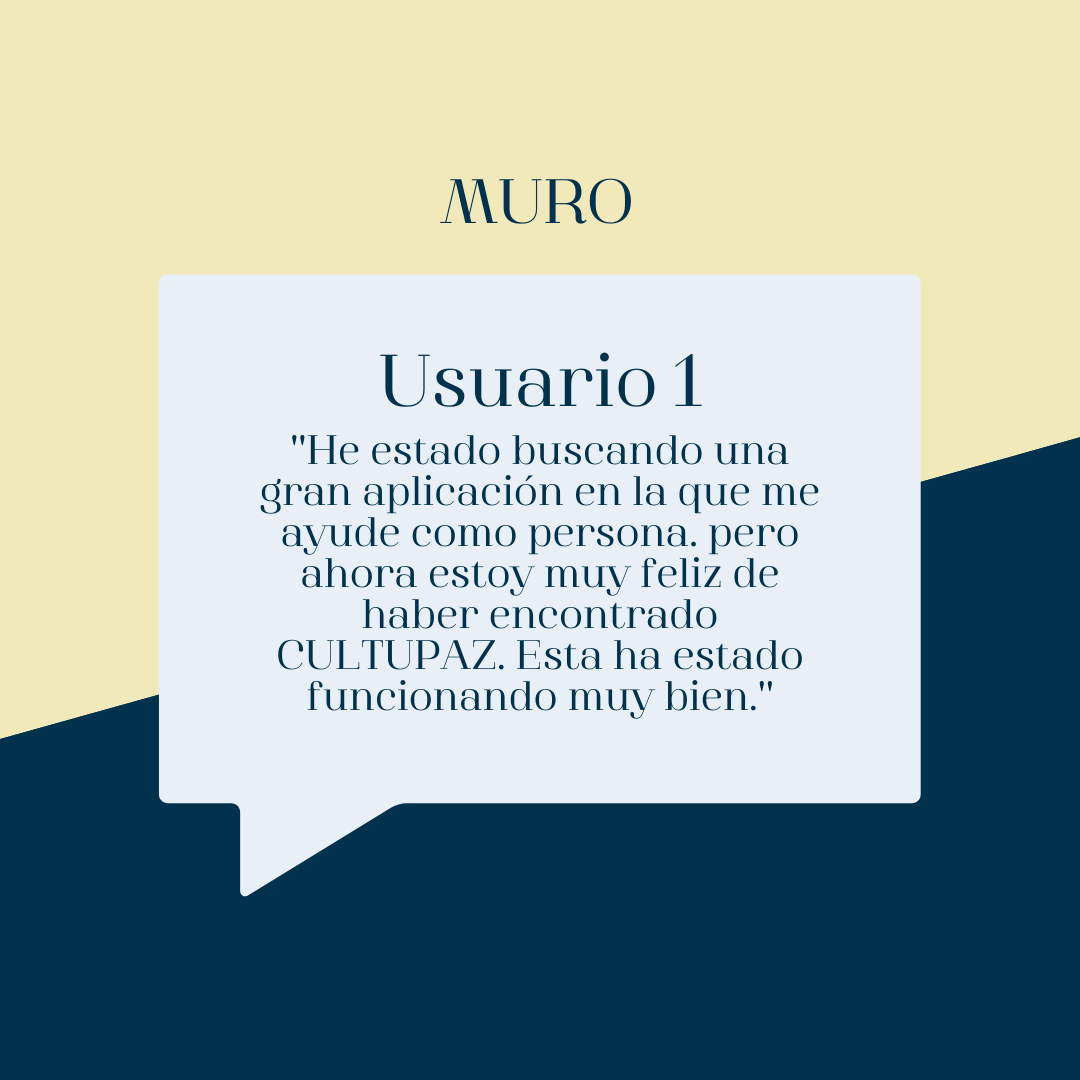 MURO
Usuario 1
"He estado buscando una
gran aplicación en la que me
ayude como persona. pero
ahora estoy muy feliz de
haber encontrado
CULTUPAZ. Esta ha estado
funcionando muy bien."